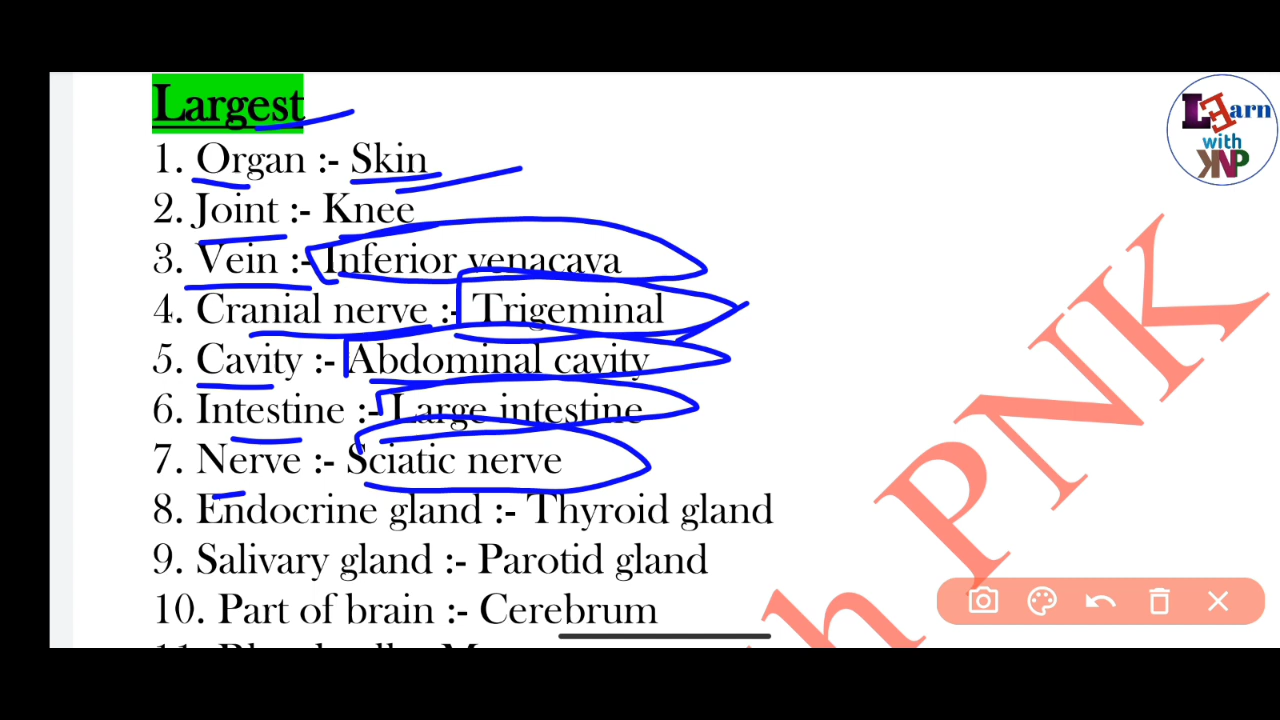 Largest
1. Organ :- Skin
2. Joint :- Knee
3. Vein :- Inferior venacava
4. Cranial nerve :- Trigeminal
5. Cavity :- Abdominal cavity
6. Intestine :- Large intestine
7. Nerve :- Sciatic nerve
8. Endocrine gland :- Thyroid gland
9. Salivary gland :- Parotid gland
10. Part of brain :- Cerebrum
LEarn
with
KNP
h PNK